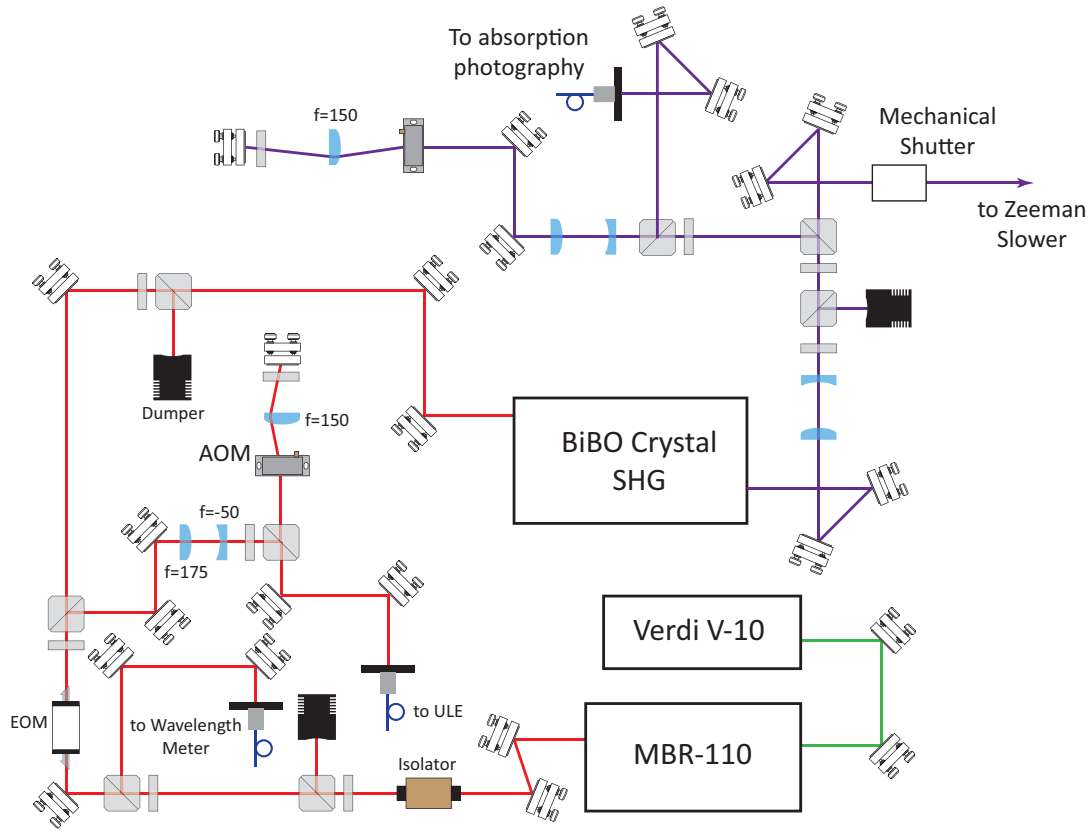 To absorption
photography
f=150
Mechanical
Shutter
to Zeeman
Slower
Dumper
f=150
AOM
BiBO Crystal
SHG
f=-50
f=175
Verdi V-10
EOM
to Wavelength
Meter
to ULE
MBR-110
Isolator